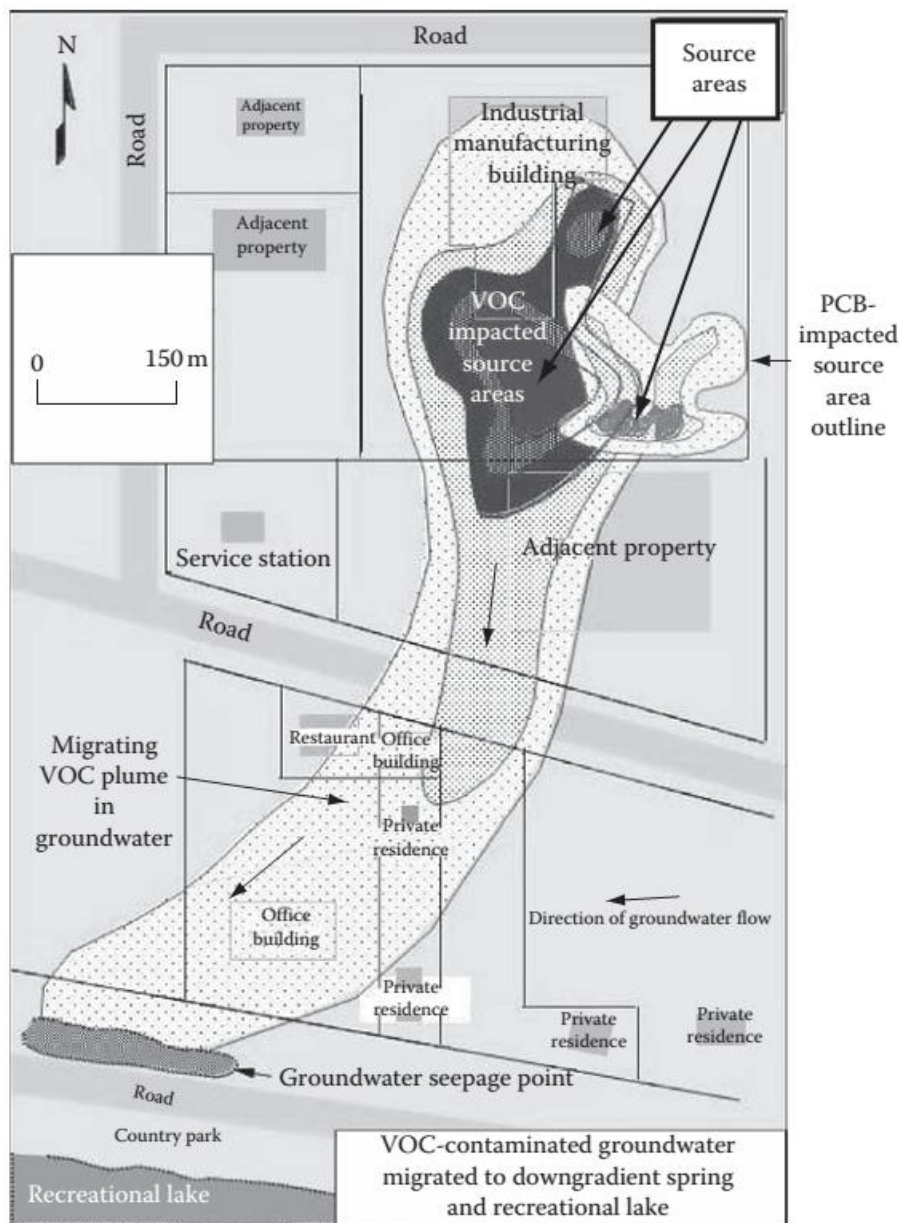 Road
N
Source
areas
Road
Adjacent
property
Industrial
manufacturing
building
Adjacent
property
0 150 m
VOC
impacted
source
areas
PCB-
impacted
source
area
outline
Service station
Adjacent property
Road
Restaurant
Office
building
Migrating
VOC plume
in
groundwater
Private
residence
Office
building
Direction of groundwater flow
Private
residence
Private
residence
Private
residence
Groundwater seepage point
Road
Country park
Recreational lake
VOC-contaminated groundwater
migrated to downgradient spring
and recreational lake